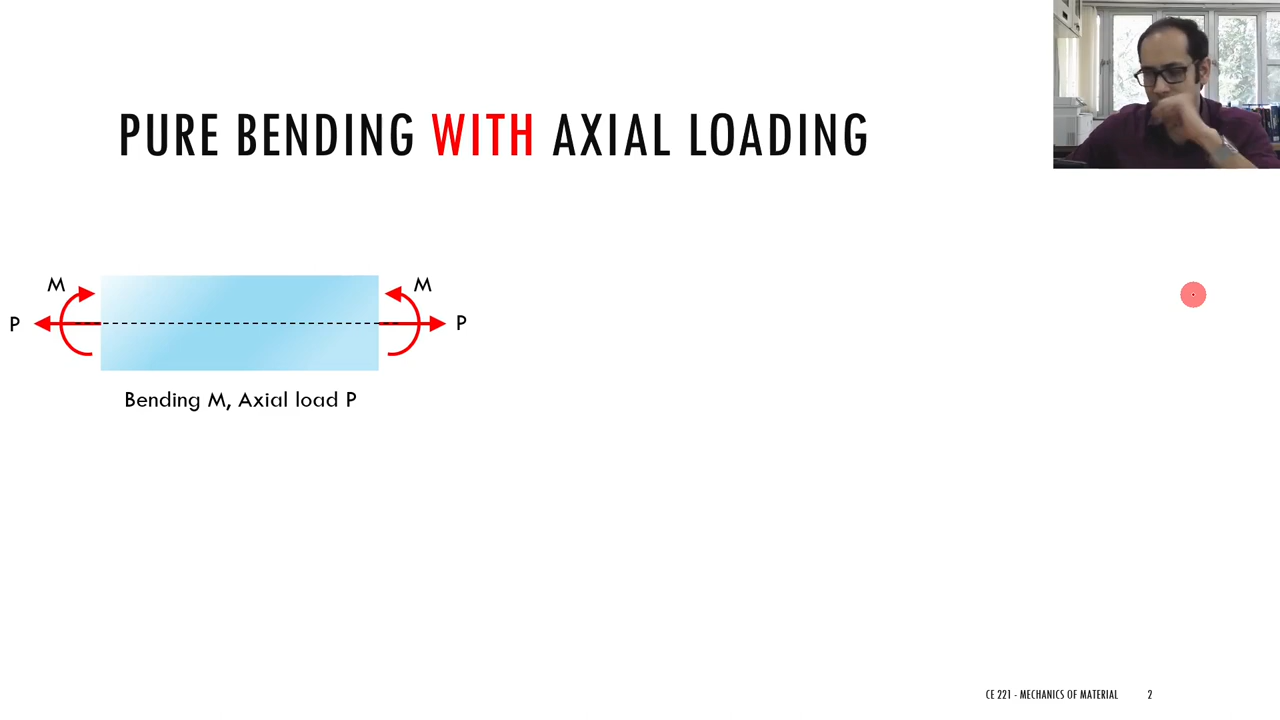 PURE BENDING WITH AXIAL LOADING
M
M
P
P
Bending M, Axial load P
CE 221 - MECHANICS OF MATERIAL 2